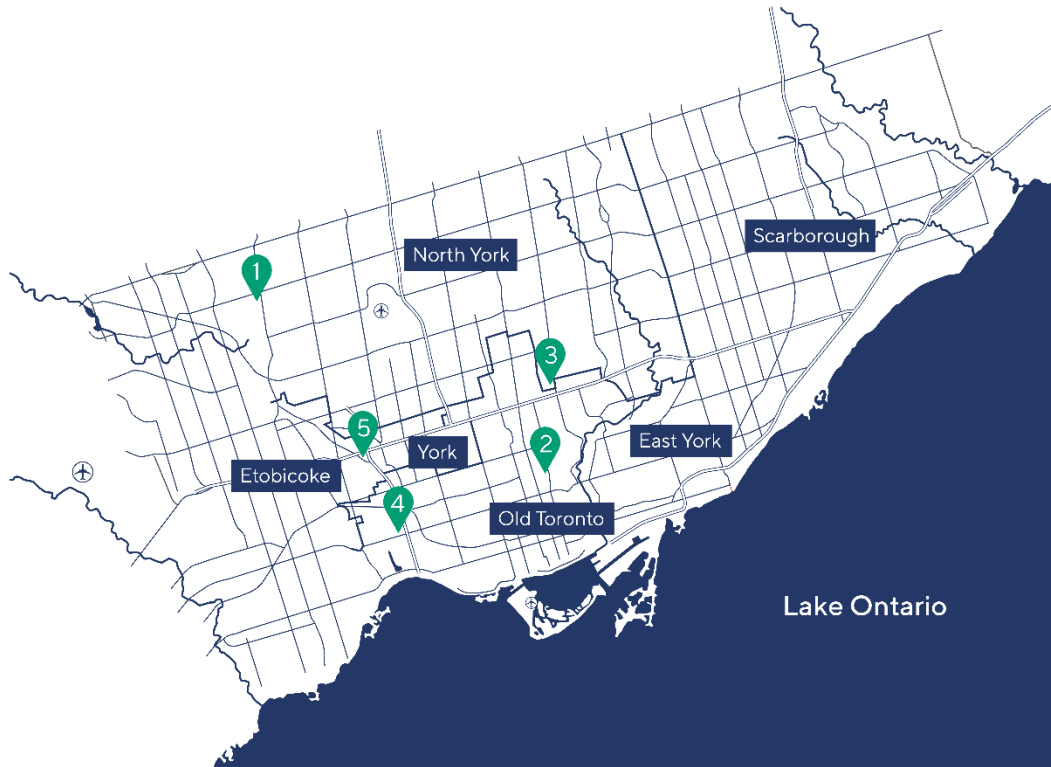 1
North York
Scarborough
3
5
York
2
East York
Etobicoke
4
Old Toronto
Lake Ontario